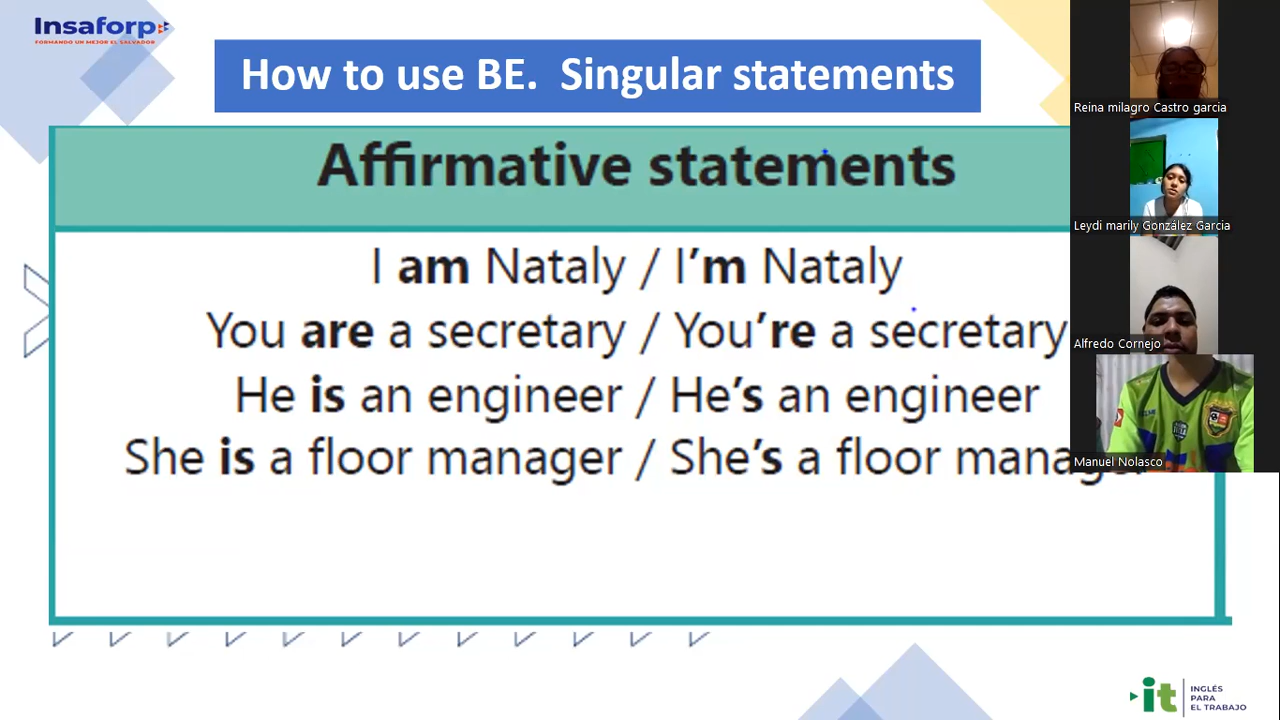 Insaforp
FORMANDO UN MEJOR EL SALVADOR
How to use BE. Singular statements
Affirmative statements
I am Nataly / I'm Nataly
You are a secretary / You're a secretary
He is an engineer / He's an engineer
She is a floor manager / She's a floor manager
Reina milagro Castro garcia
Leydi marily González Garcia
Alfredo Cornejo
Manuel Nolasco
it
INGLÉS
PARA
EL TRABAJO